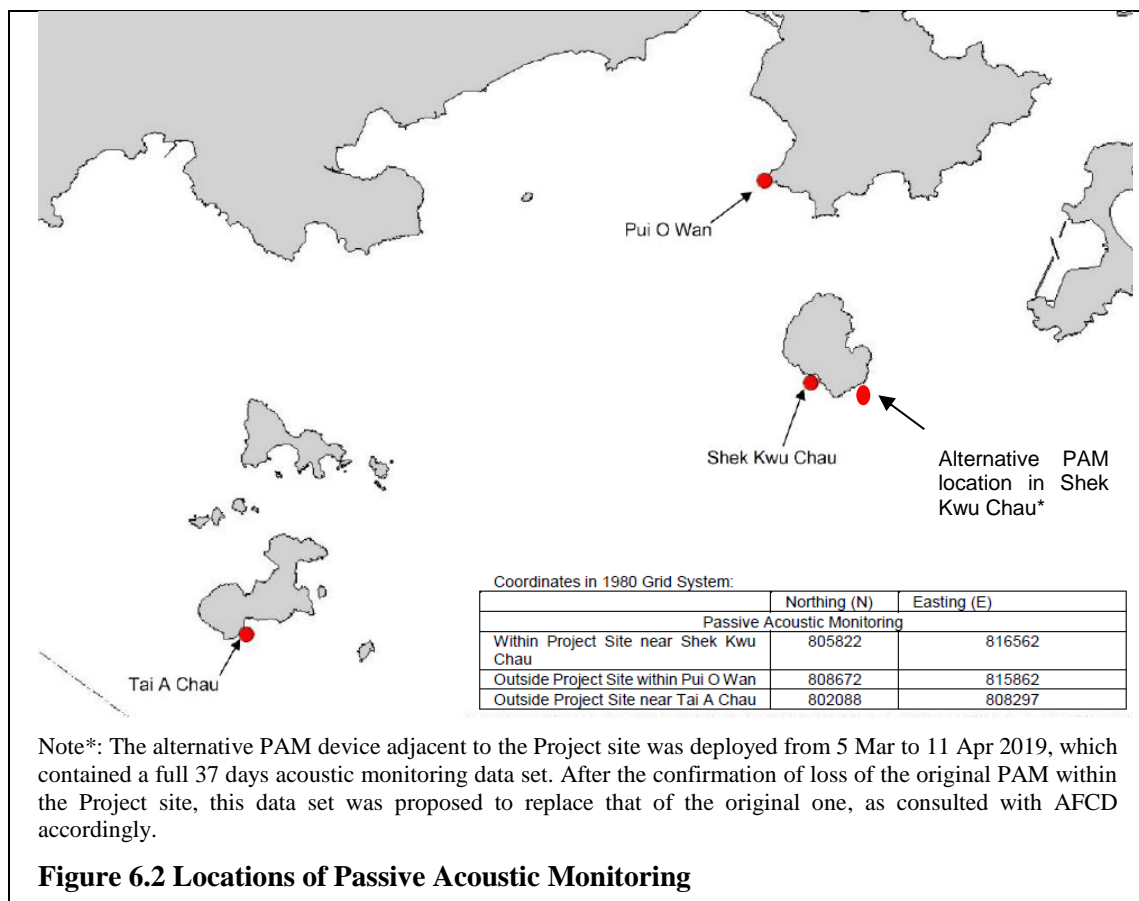 Pui O Wan
Shek Kwu Chau
Alternative PAM
location in Shek
Kwu Chau*
Tai A Chau
Coordinates in 1980 Grid System:
Northing (N) Easting (E)
Passive Acoustic Monitoring
Within Project Site near Shek Kwu 805822 816562
Chau
Outside Project Site within Pui O Wan 808672 815862
Outside Project Site near Tai A Chau 802088 808297
Note*: The alternative PAM device adjacent to the Project site was deployed from 5 Mar to 11 Apr 2019, which
contained a full 37 days acoustic monitoring data set. After the confirmation of loss of the original PAM within
the Project site, this data set was proposed to replace that of the original one, as consulted with AFCD
accordingly.
Figure 6.2 Locations of Passive Acoustic Monitoring